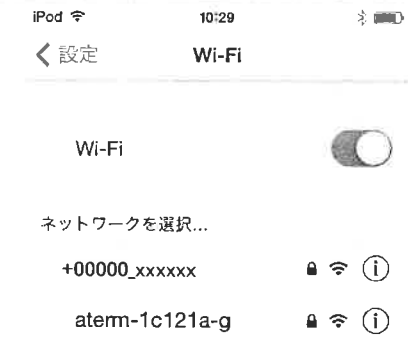 iPod 10:29
設定 Wi-Fi
Wi-Fi
ネットワークを選択...
+00000_xxxxxx
aterm-1c121a-g